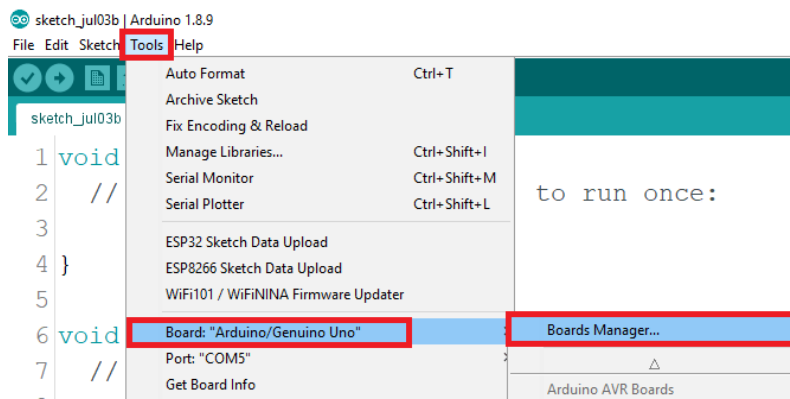 sketch_jul03b | Arduino 1.8.9
File Edit Sketch Tools Help
sketch_jul03b
Auto Format Ctrl+T
Archive Sketch
Fix Encoding & Reload
Manage Libraries... Ctrl+Shift+I
Serial Monitor Ctrl+Shift+M
Serial Plotter Ctrl+Shift+L
ESP32 Sketch Data Upload
ESP8266 Sketch Data Upload
WiFi101 / WiFiNINA Firmware Updater
Board: "Arduino/Genuino Uno"
Port: "COM5"
Get Board Info
Boards Manager...
Arduino AVR Boards
1 void
2 // to run once:
3
4 }
5
6 void
7 //